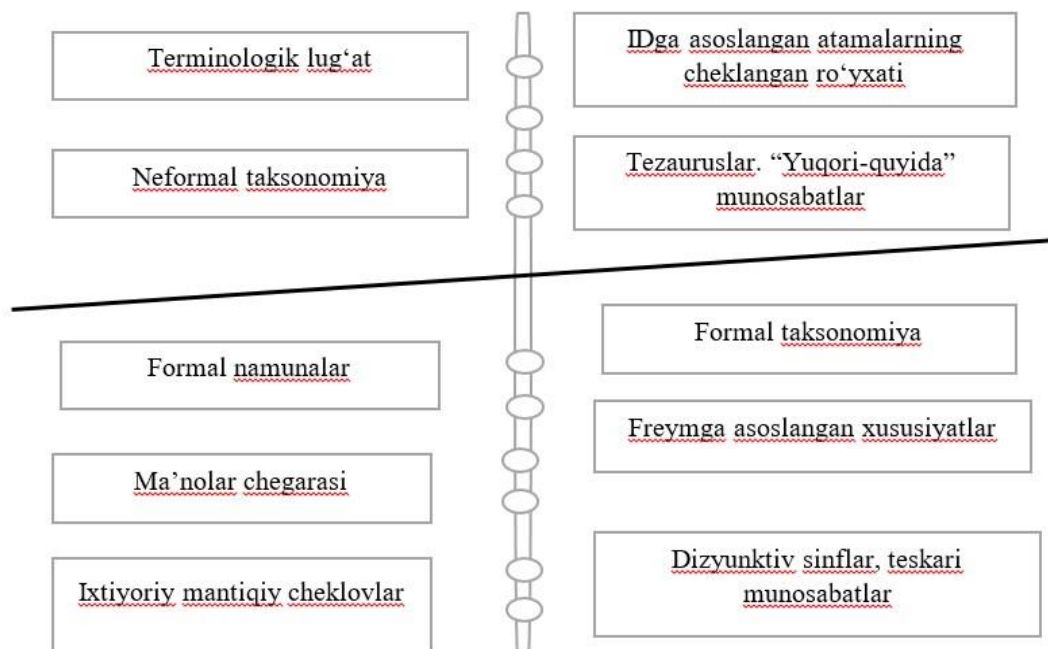 Terminologik lug‘at
IDga asoslangan atamalarning
cheklangan ro‘yxati
Neformal taksonomiya
Tezauruslar. “Yuqori-quyida”
munosabatlar
Formal taksonomiya
Formal namunalar
Freymga asoslangan xususiyatlar
Ma’nolar chegarasi
Dizyunktiv sinflar, teskari
munosabatlar
Ixtiyoriy mantiqiy cheklovlar